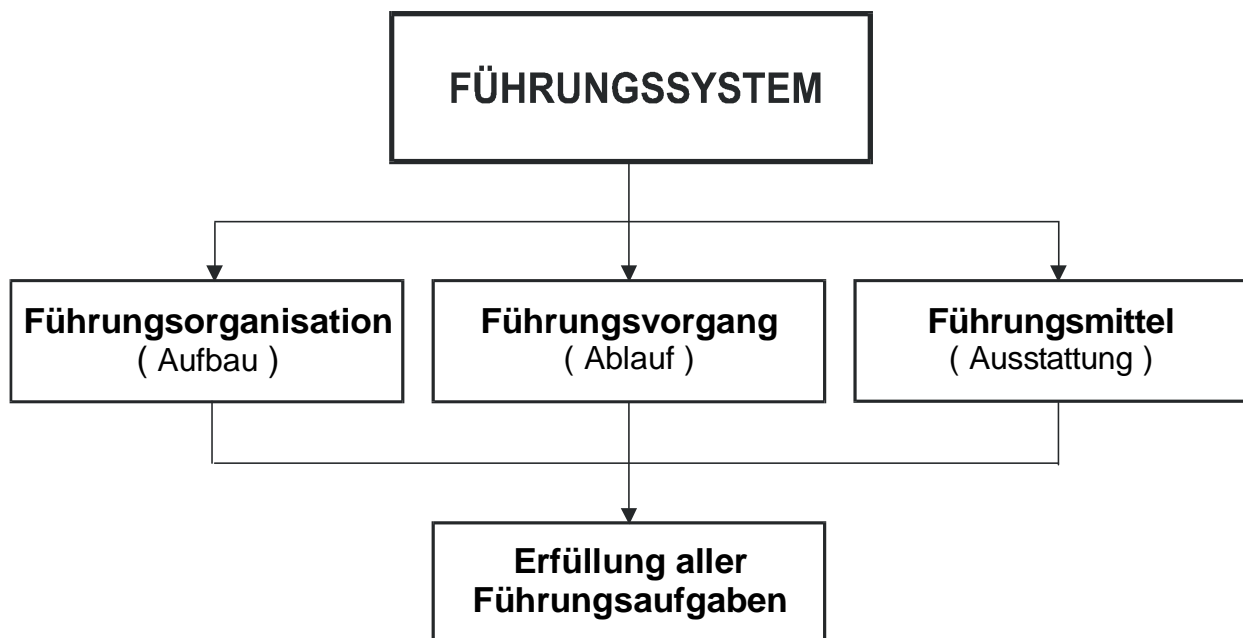 FÜHRUNGSSYSTEM
Führungsorganisation
( Aufbau )
Führungsvorgang
( Ablauf )
Führungsmittel
( Ausstattung )
Erfüllung aller
Führungsaufgaben